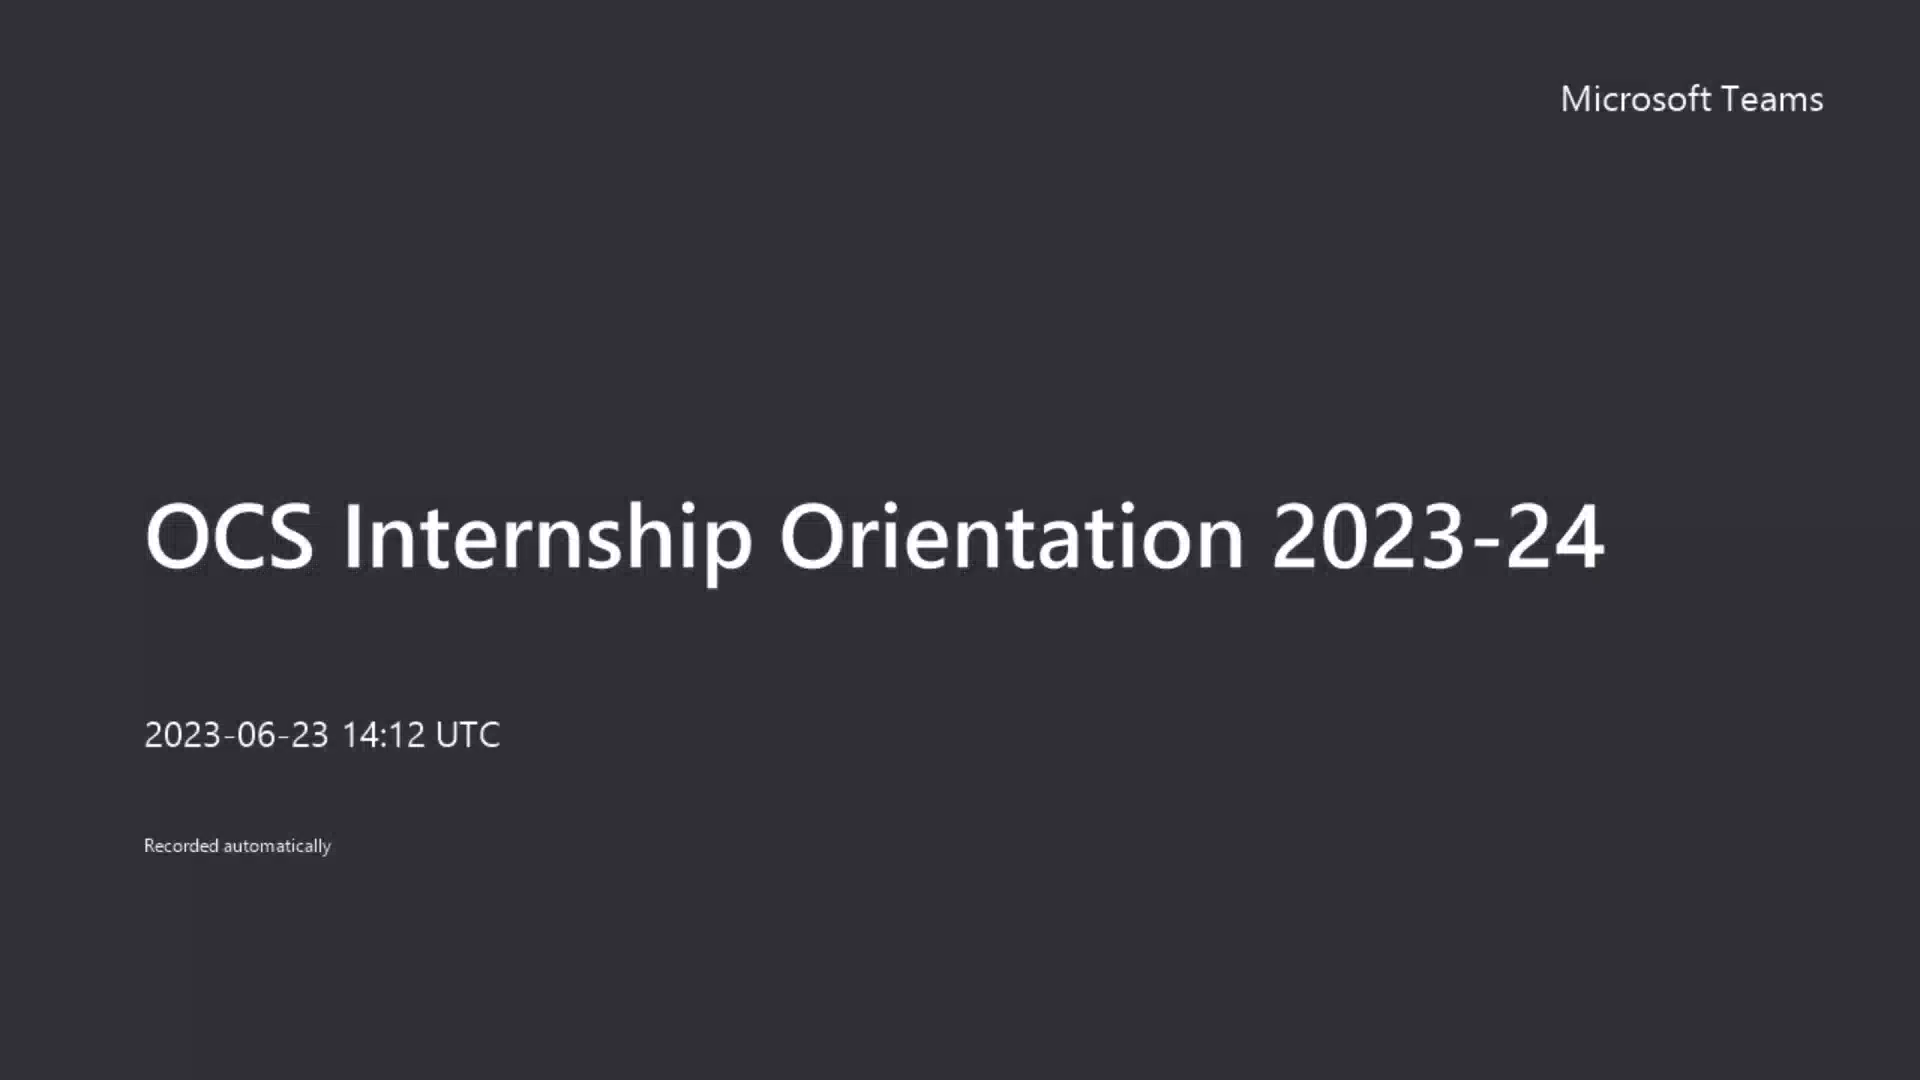 Microsoft Teams
OCS Internship Orientation 2023-24
2023-06-23 14:12 UTC
Recorded automatically